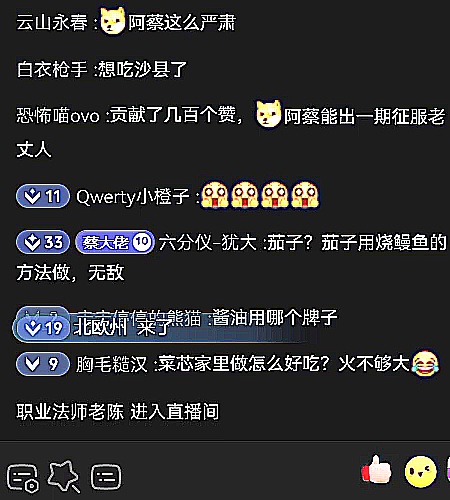 云山永春 :阿蔡这么严肃
白衣枪手 :想吃沙县了
恐怖喵ovo :贡献了几百个赞，阿蔡能出一期征服老
丈人
11 Qwerty小橙子 :
33 蔡大佬 10 六分仪-犹大 :茄子？茄子用烧鳗鱼的
方法做，无敌
停停的熊猫 :酱油用哪个牌子
19 北欧州 来了
9 胸毛糙汉 :菜芯家里做怎么好吃？火不够大
职业法师老陈 进入直播间